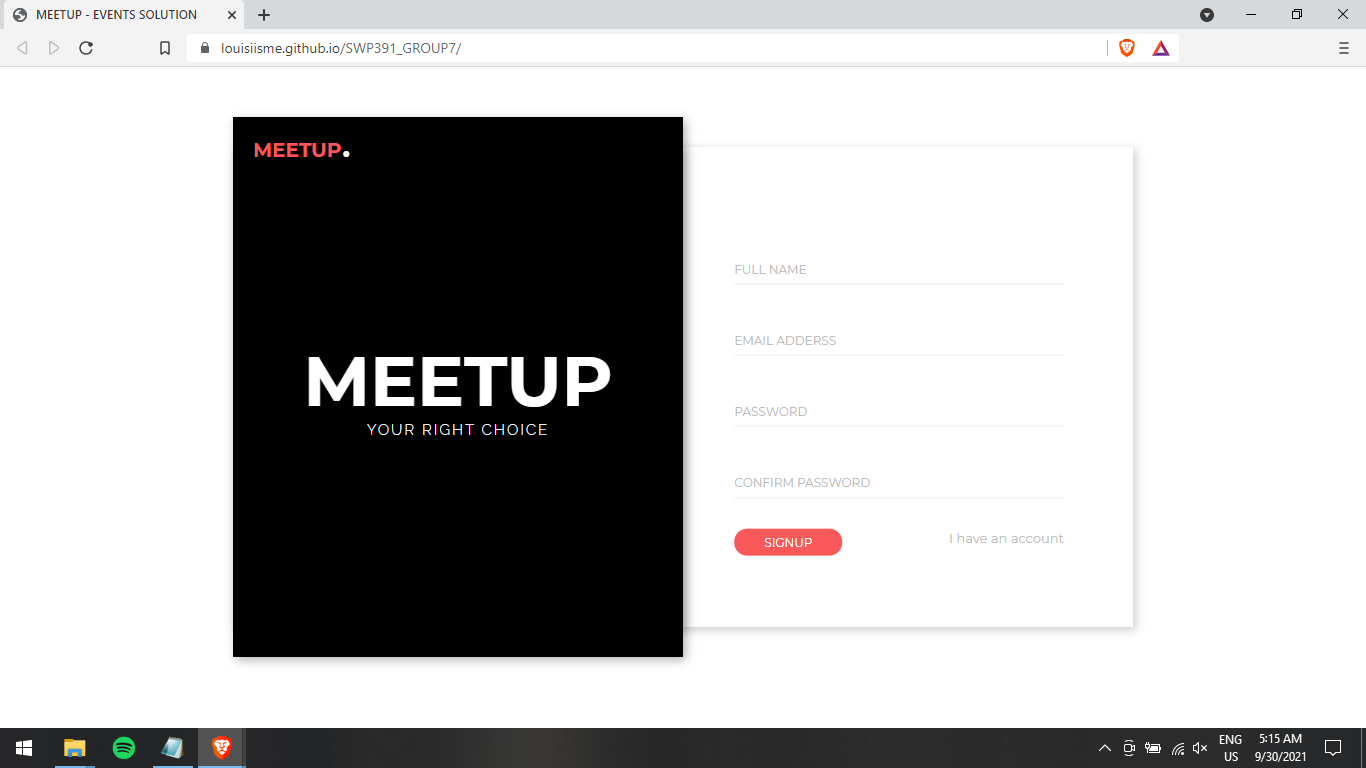 MEETUP - EVENTS SOLUTION
louisiisme.github.io/SWP391_GROUP7/
MEETUP.
MEETUP
YOUR RIGHT CHOICE
FULL NAME
EMAIL ADDERSS
PASSWORD
CONFIRM PASSWORD
SIGNUP
I have an account
ENG
US
5:15 AM
9/30/2021